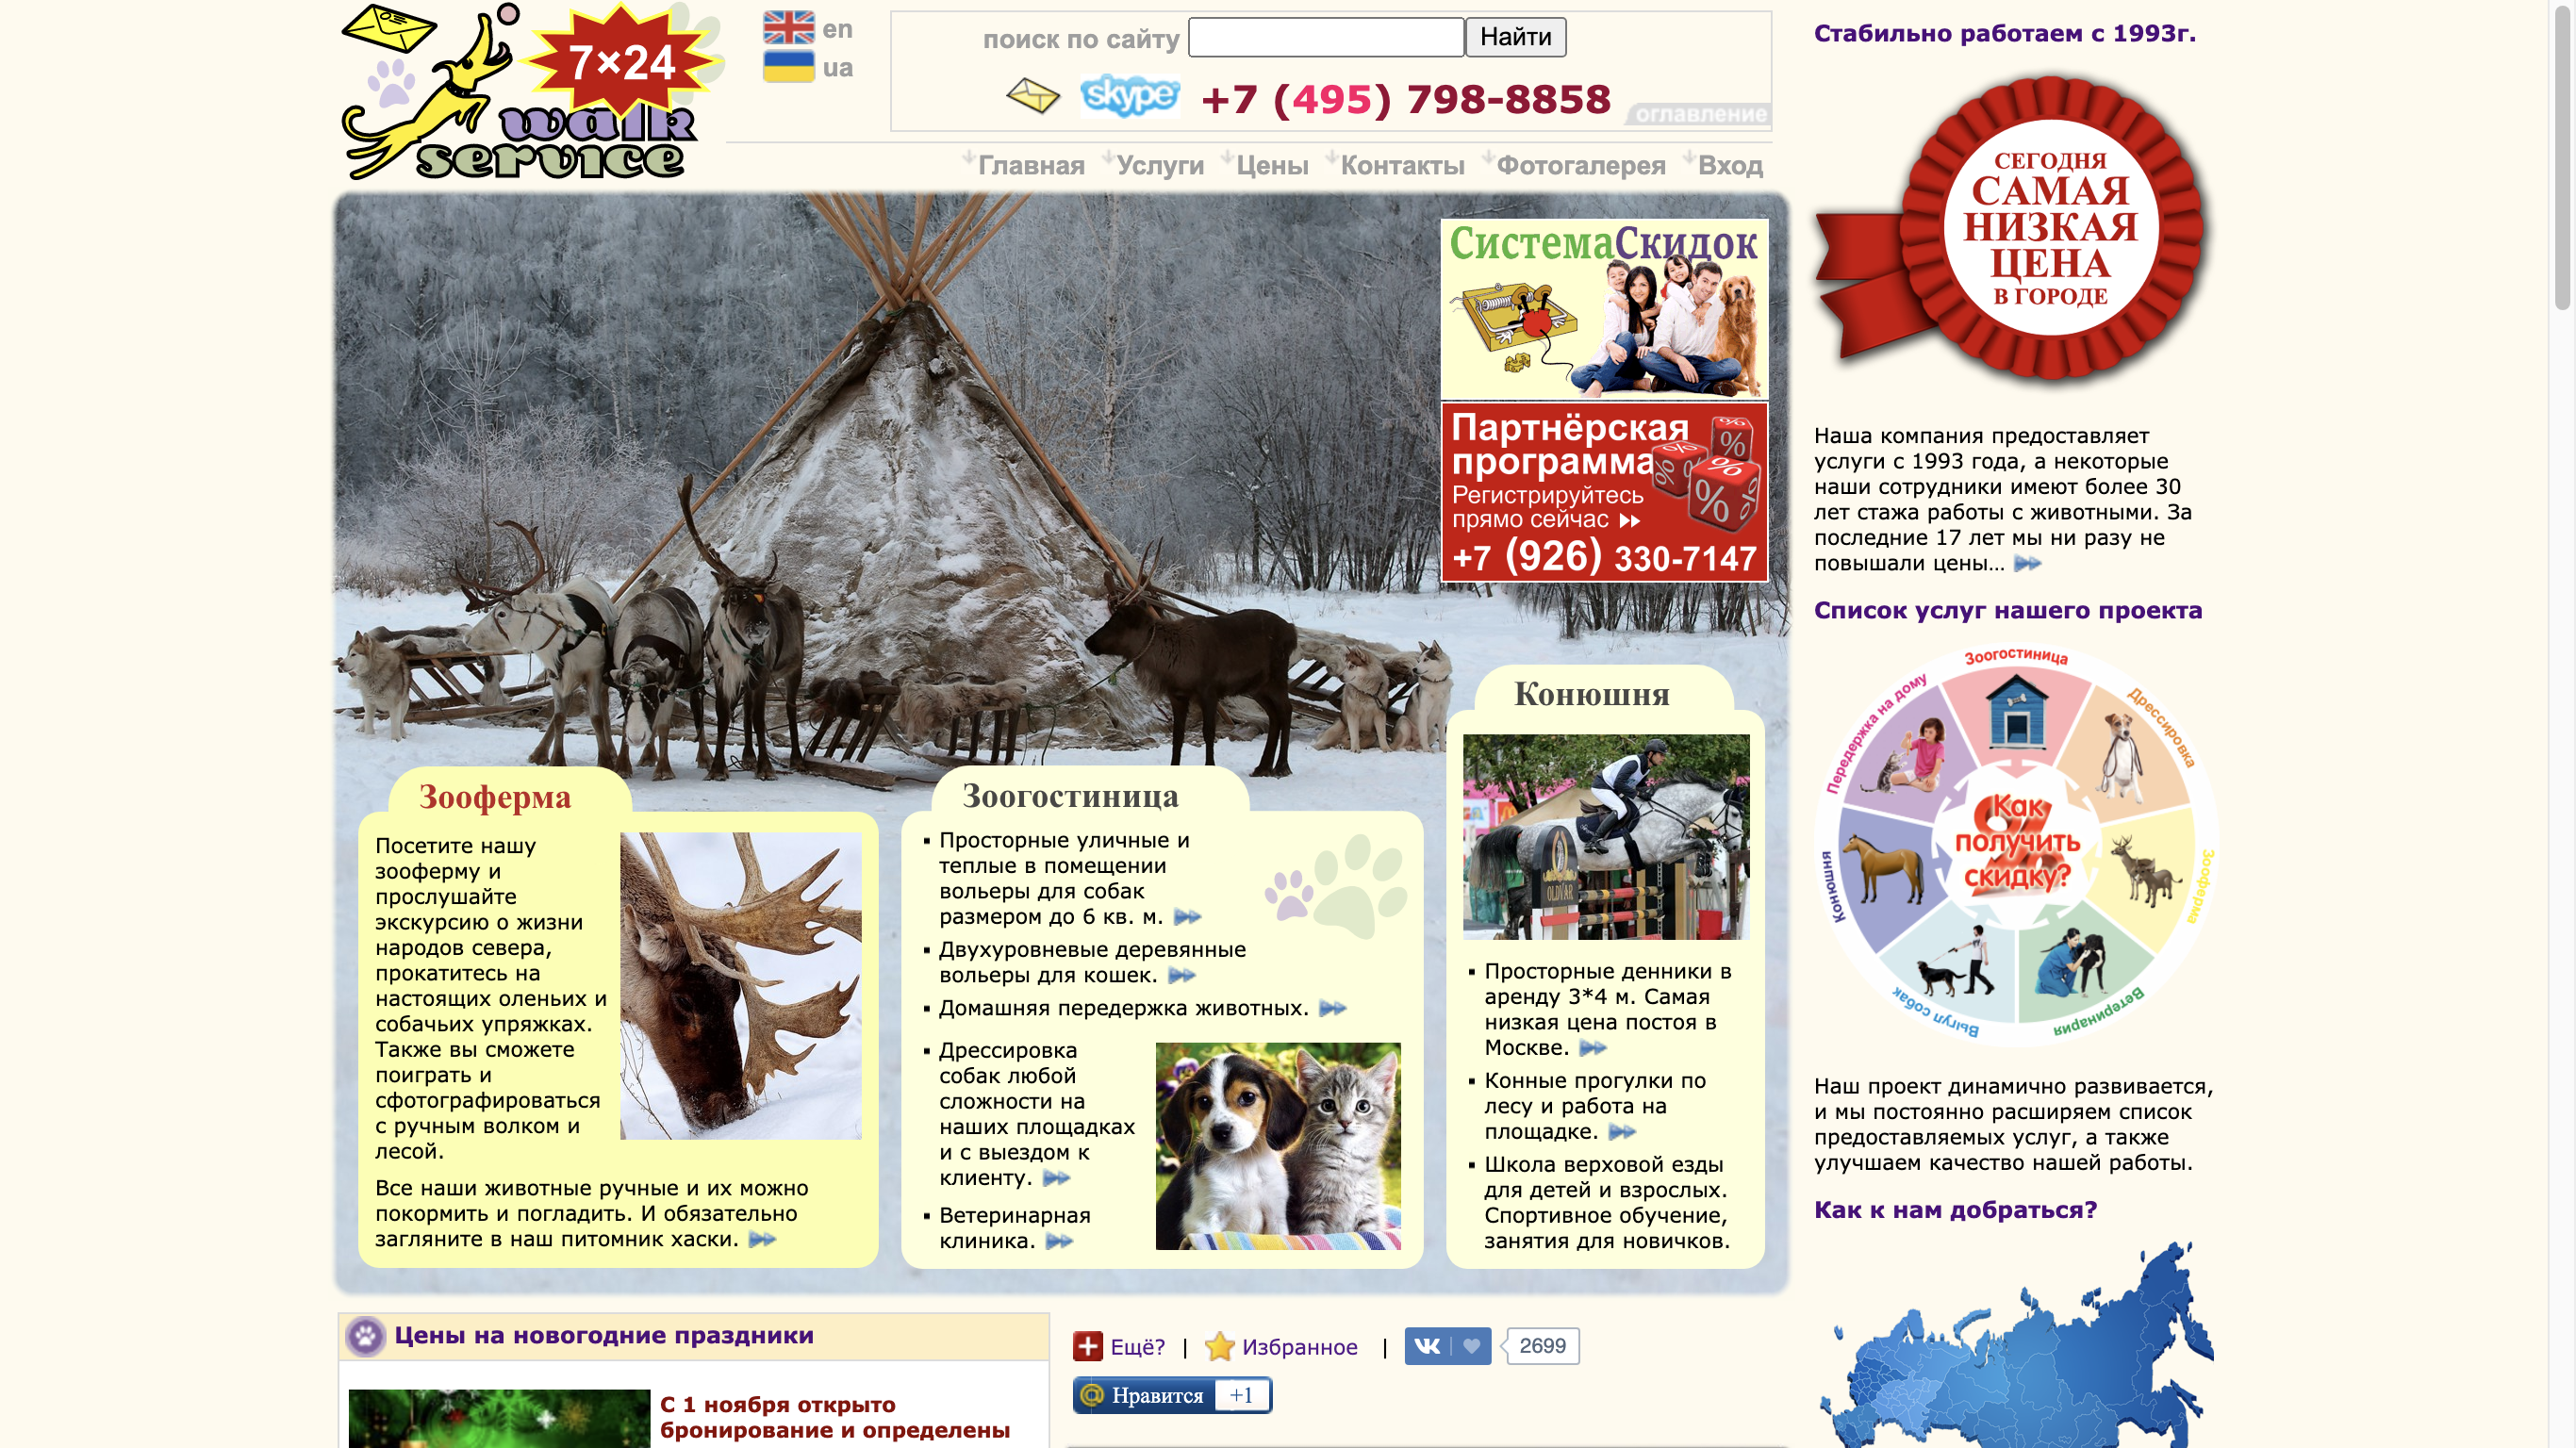 7×24
walk
service
en
ua
поиск по сайту
Найти
skype
+7 (495) 798-8858
оглавление
Главная
Услуги
Цены
Контакты
Фотогалерея
Вход
СистемаСкидок
Партнёрская
программа
Регистрируйтесь
прямо сейчас
+7 (926) 330-7147
Зооферма
Посетите нашу
зооферму и
прослушайте
экскурсию о жизни
народов севера,
прокатитесь на
настоящих оленьих и
собачьих упряжках.
Также вы сможете
поиграть и
сфотографироваться
с ручным волком и
лесой.
Все наши животные ручные и их можно
покормить и погладить. И обязательно
загляните в наш питомник хаски.
Зоогостиница
▪ Просторные уличные и
теплые в помещении
вольеры для собак
размером до 6 кв. м.
▪ Двухуровневые деревянные
вольеры для кошек.
▪ Домашняя передержка животных.
▪ Дрессировка
собак любой
сложности на
наших площадках
и с выездом к
клиенту.
▪ Ветеринарная
клиника.
Конюшня
OLDYAR
▪ Просторные денники в
аренду 3*4 м. Самая
низкая цена постоя в
Москве.
▪ Конные прогулки по
лесу и работа на
площадке.
▪ Школа верховой езды
для детей и взрослых.
Спортивное обучение,
занятия для новичков.
Цены на новогодние праздники
С 1 ноября открыто
бронирование и определены
Ещё?
|
Избранное
|
2699
Нравится
+1
Стабильно работаем с 1993г.
СЕГОДНЯ
САМАЯ
НИЗКАЯ
ЦЕНА
В ГОРОДЕ
Наша компания предоставляет
услуги с 1993 года, а некоторые
наши сотрудники имеют более 30
лет стажа работы с животными. За
последние 17 лет мы ни разу не
повышали цены...
Список услуг нашего проекта
Зоогостиница
Дрессировка
Зооферма
Ветеринария
Выгул собак
Конюшня
Передержка на дому
%
Как
получить
скидку?
Наш проект динамично развивается,
и мы постоянно расширяем список
предоставляемых услуг, а также
улучшаем качество нашей работы.
Как к нам добраться?